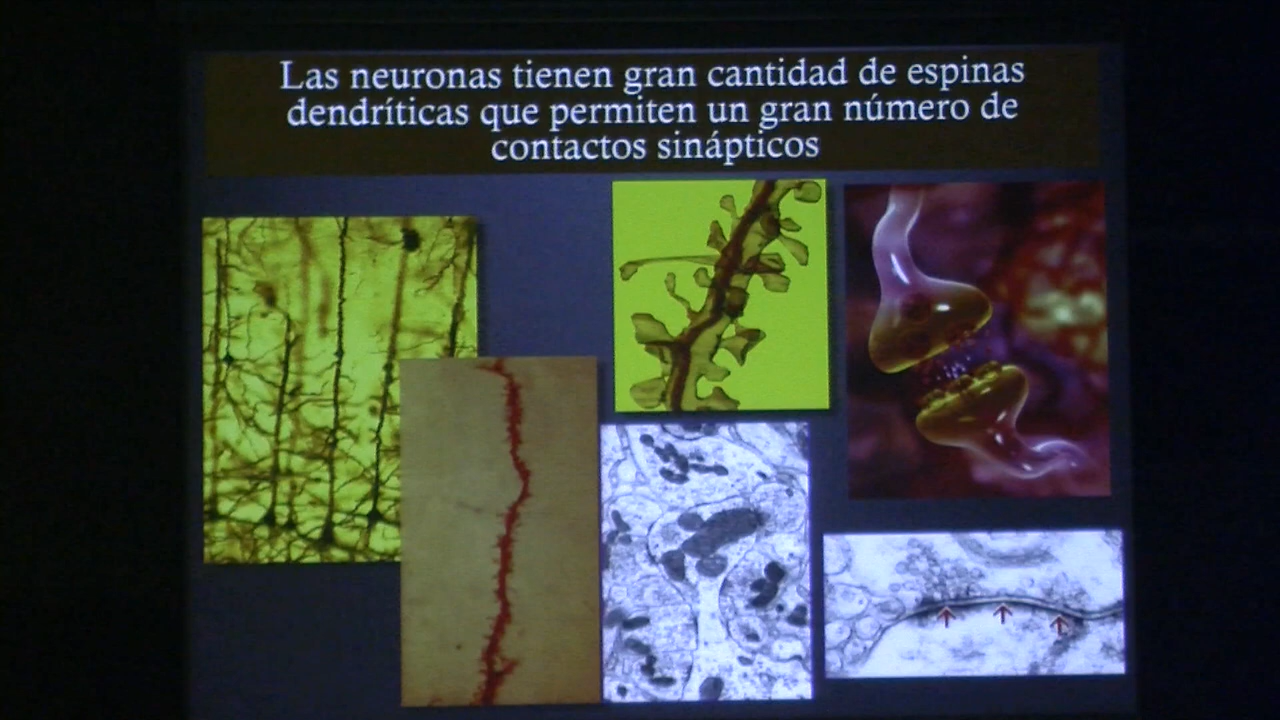 Las neuronas tienen gran cantidad de espinas
dendríticas que permiten un gran número de
contactos sinápticos